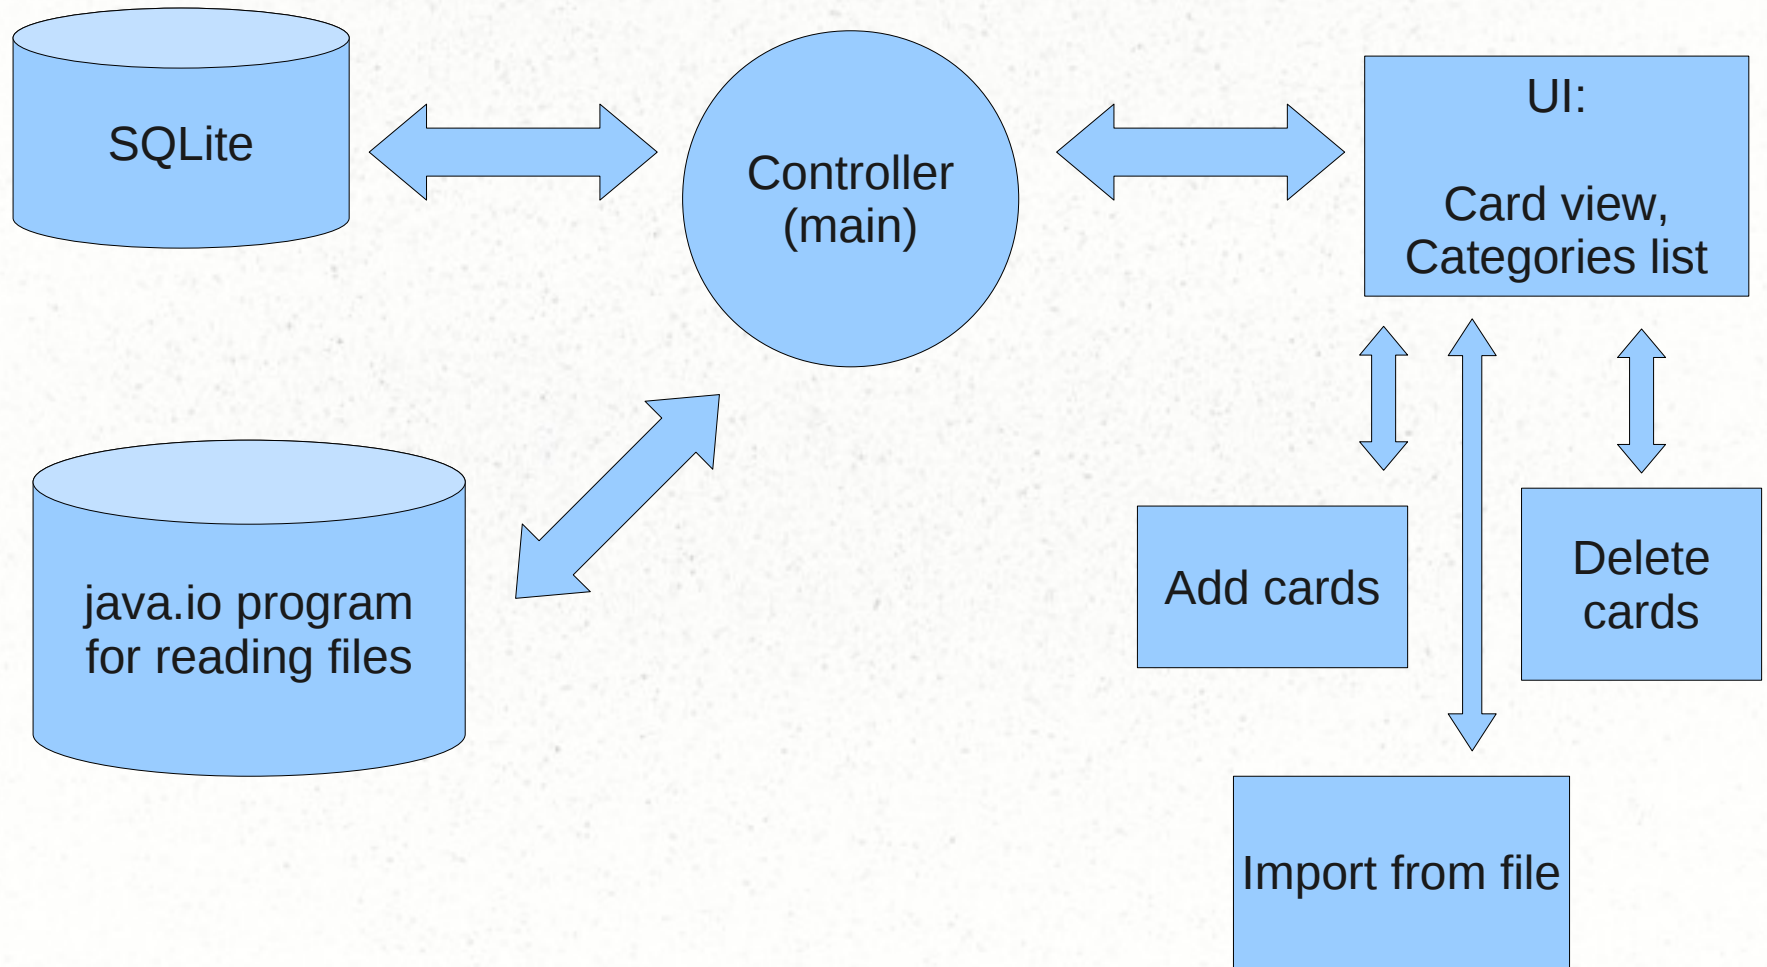 SQLite
Controller
(main)
UI:
Card view,
Categories list
java.io program
for reading files
Add cards
Delete
cards
Import from file